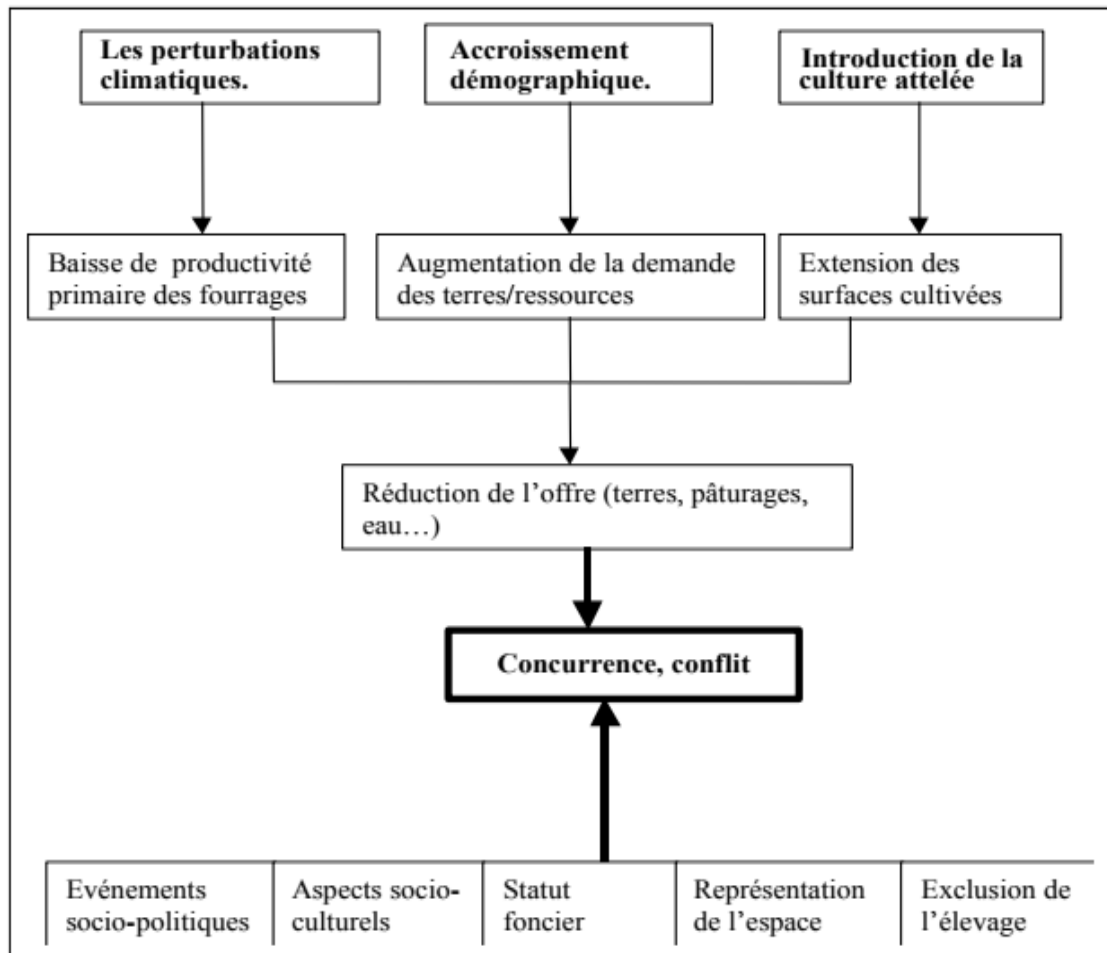 Les perturbations
climatiques.
Accroissement
démographique.
Introduction de la
culture attelée
Baisse de  productivité
primaire des fourrages
Augmentation de la demande
des terres/ressources
Extension des
surfaces cultivées
Réduction de l’offre (terres, pâturages,
eau…)
Concurrence, conflit
Evénements
socio-politiques
Aspects socio-
culturels
Statut
foncier
Représentation
de l’espace
Exclusion de
l’élevage